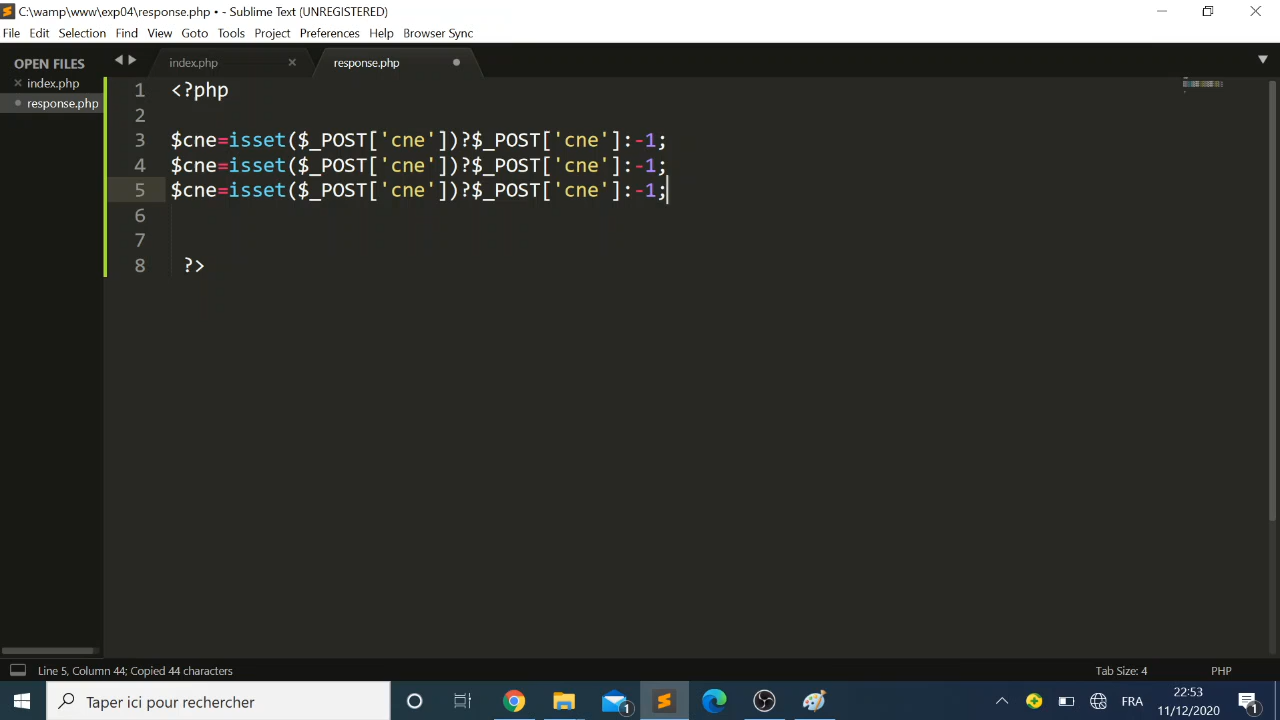 C:\wamp\www\exp04\response.php • - Sublime Text (UNREGISTERED)
File Edit Selection Find View Goto Tools Project Preferences Help Browser Sync
OPEN FILES
index.php
response.php
index.php response.php
1 <?php
2
3 $cne=isset($_POST['cne'])?$_POST['cne']:-1;
4 $cne=isset($_POST['cne'])?$_POST['cne']:-1;
5 $cne=isset($_POST['cne'])?$_POST['cne']:-1;
6
7
8 ?>
Line 5, Column 44; Copied 44 characters Tab Size: 4 PHP
Taper ici pour rechercher 1 FRA 22:53 1
11/12/2020